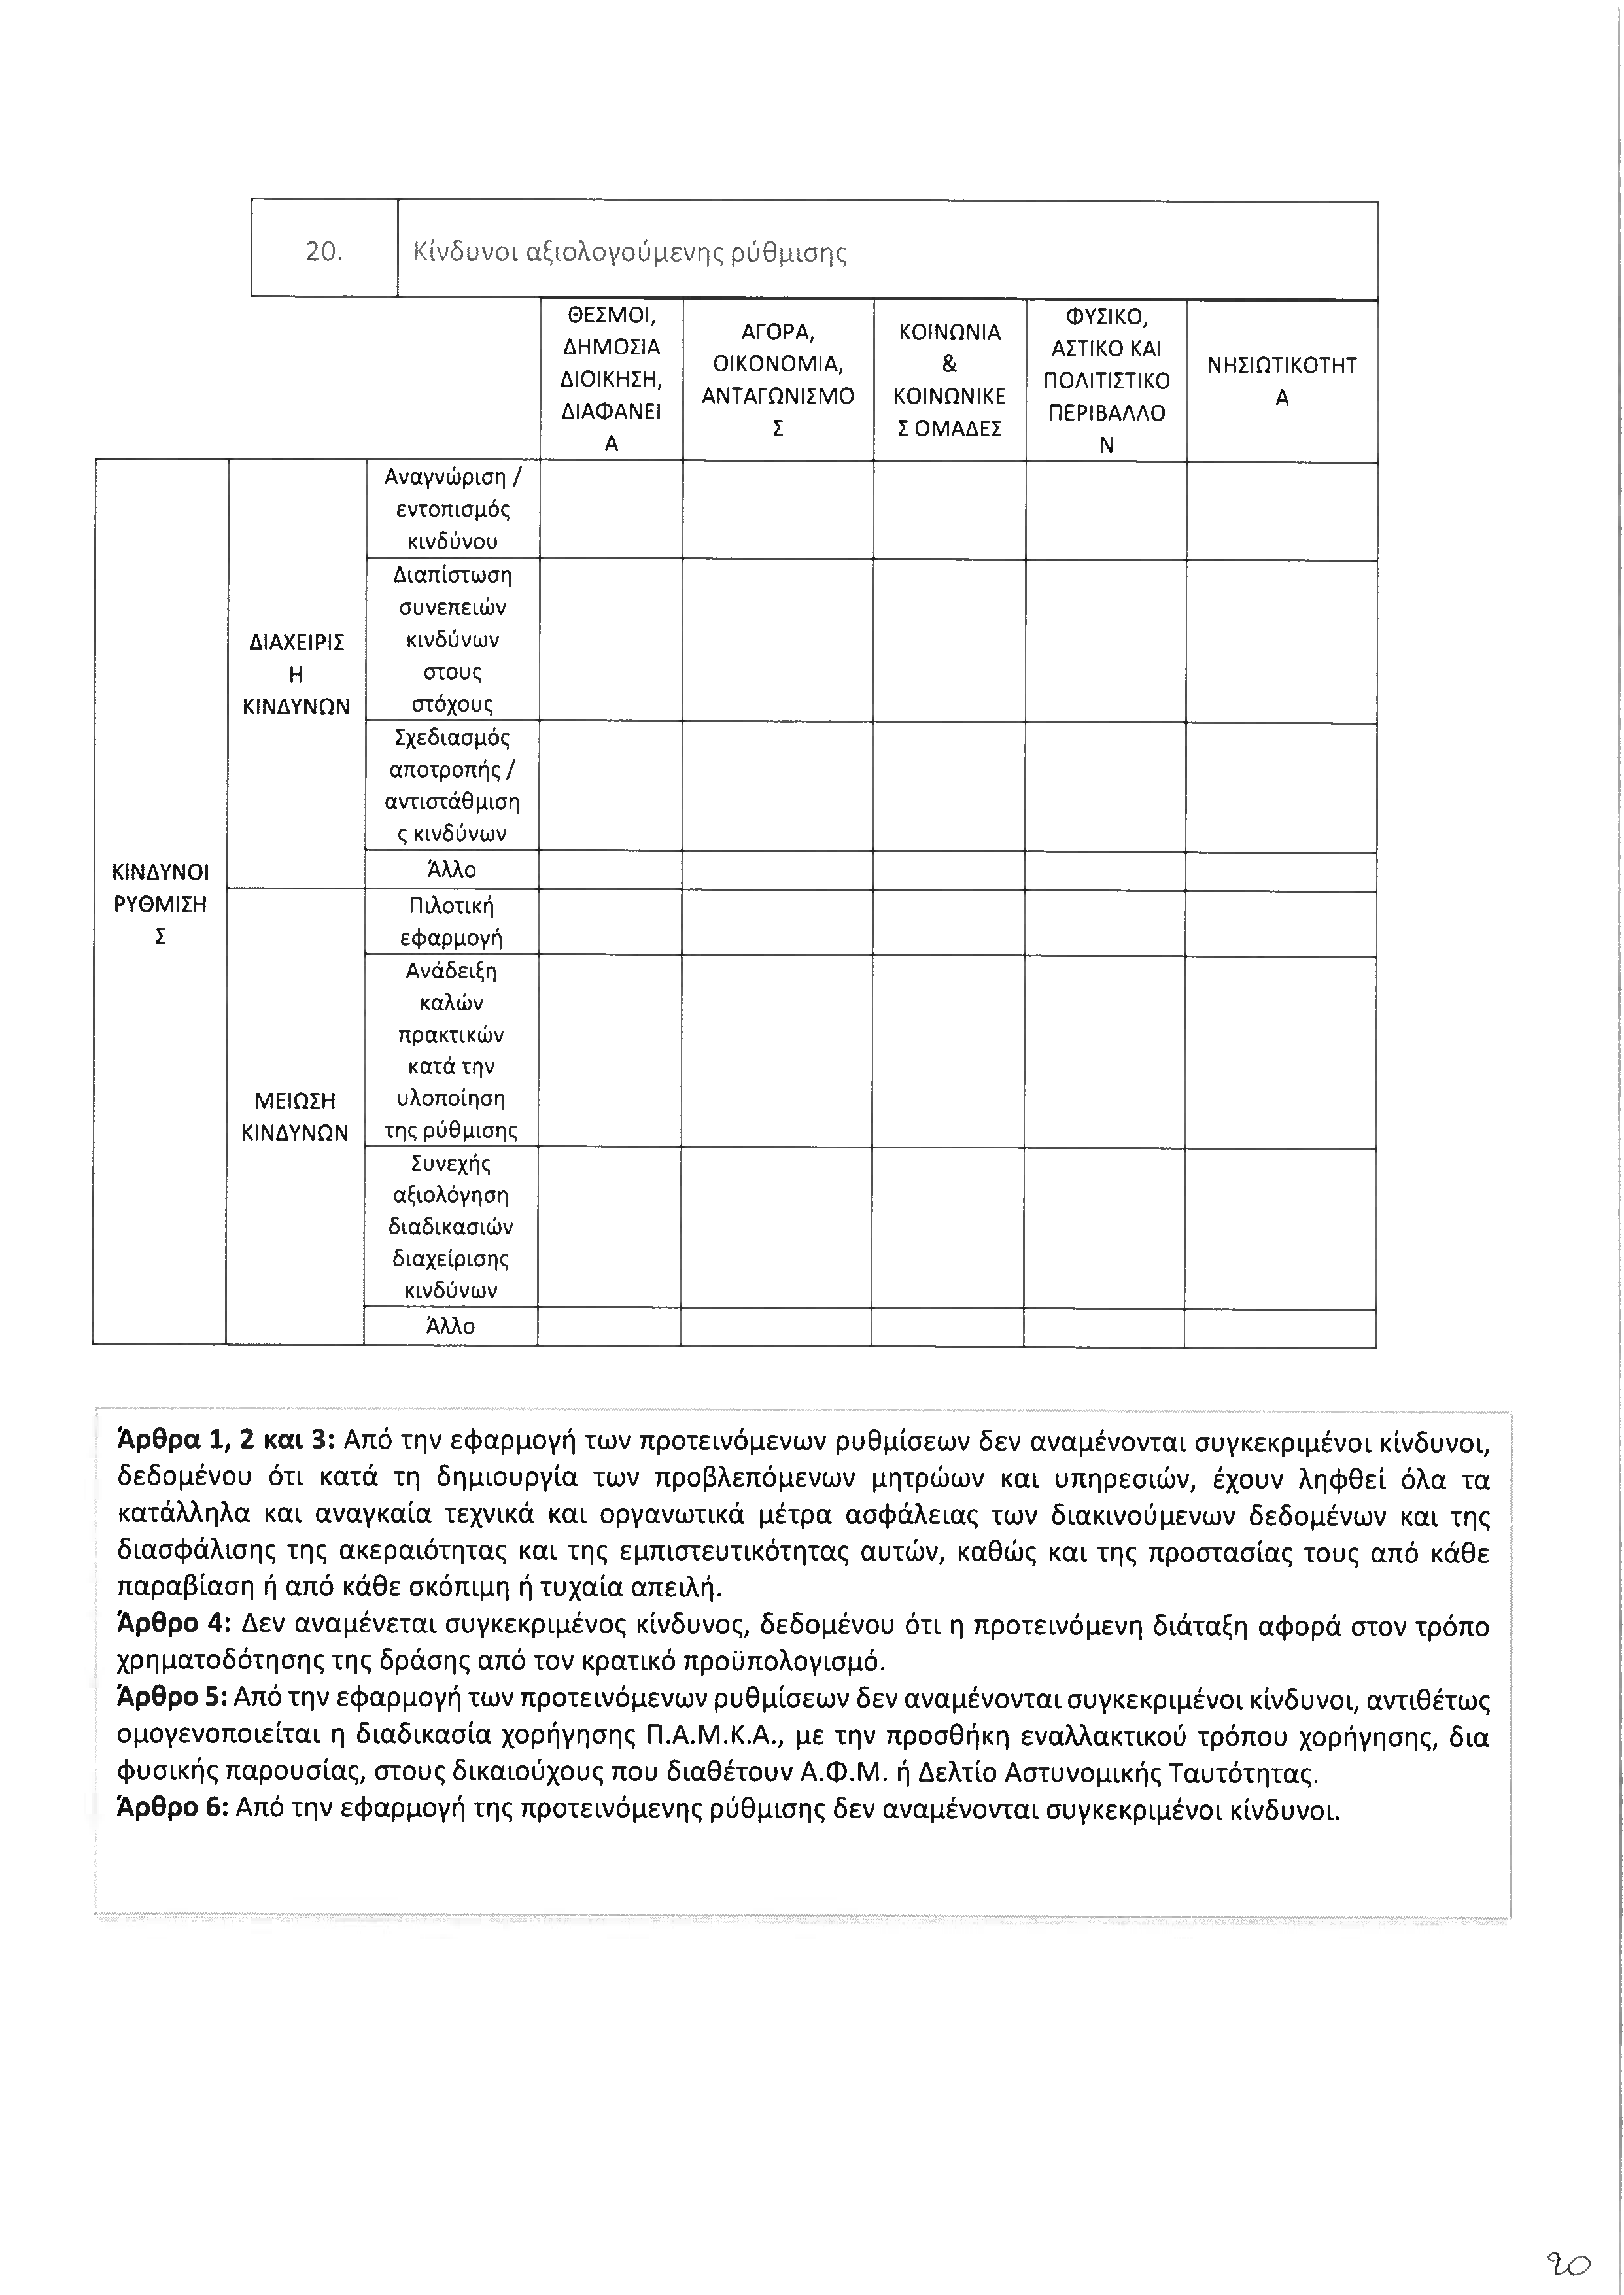 20. Κίνδυνοι αξιολογούμενης ρύθμισης
ΘΕΣΜΟΙ,
ΔΗΜΟΣΙΑ
ΔΙΟΙΚΗΣΗ,
ΔΙΑΦΑΝΕΙ
Α
ΑΓΟΡΑ,
ΟΙΚΟΝΟΜΙΑ,
ΑΝΤΑΓΩΝΙΣΜΟ
Σ
ΚΟΙΝΩΝΙΑ
&
ΚΟΙΝΩΝΙΚΕ
Σ ΟΜΑΔΕΣ
ΦΥΣΙΚΟ,
ΑΣΤΙΚΟ ΚΑΙ
ΠΟΛΙΤΙΣΤΙΚΟ
ΠΕΡΙΒΑΛΛΟ
Ν
ΝΗΣΙΩΤΙΚΟΤΗΤ
Α
ΚΙΝΔΥΝΟΙ
ΡΥΘΜΙΣΗ
Σ
ΔΙΑΧΕΙΡΙΣ
Η
ΚΙΝΔΥΝΩΝ
Αναγνώριση /
εντοπισμός
κινδύνου
Διαπίστωση
συνεπειών
κινδύνων
στους
στόχους
Σχεδιασμός
αποτροπής /
αντιστάθμιση
ς κινδύνων
Άλλο
ΜΕΙΩΣΗ
ΚΙΝΔΥΝΩΝ
Πιλοτική
εφαρμογή
Ανάδειξη
καλών
πρακτικών
κατά την
υλοποίηση
της ρύθμισης
Συνεχής
αξιολόγηση
διαδικασιών
διαχείρισης
κινδύνων
Άλλο
Άρθρα 1, 2 και 3: Από την εφαρμογή των προτεινόμενων ρυθμίσεων δεν αναμένονται συγκεκριμένοι κίνδυνοι,
δεδομένου ότι κατά τη δημιουργία των προβλεπόμενων μητρώων και υπηρεσιών, έχουν ληφθεί όλα τα
κατάλληλα και αναγκαία τεχνικά και οργανωτικά μέτρα ασφάλειας των διακινούμενων δεδομένων και της
διασφάλισης της ακεραιότητας και της εμπιστευτικότητας αυτών, καθώς και της προστασίας τους από κάθε
παραβίαση ή από κάθε σκόπιμη ή τυχαία απειλή.
Άρθρο 4: Δεν αναμένεται συγκεκριμένος κίνδυνος, δεδομένου ότι η προτεινόμενη διάταξη αφορά στον τρόπο
χρηματοδότησης της δράσης από τον κρατικό προϋπολογισμό.
Άρθρο 5: Από την εφαρμογή των προτεινόμενων ρυθμίσεων δεν αναμένονται συγκεκριμένοι κίνδυνοι, αντιθέτως
ομογενοποιείται η διαδικασία χορήγησης Π.Α.Μ.Κ.Α., με την προσθήκη εναλλακτικού τρόπου χορήγησης, δια
φυσικής παρουσίας, στους δικαιούχους που διαθέτουν Α.Φ.Μ. ή Δελτίο Αστυνομικής Ταυτότητας.
Άρθρο 6: Από την εφαρμογή της προτεινόμενης ρύθμισης δεν αναμένονται συγκεκριμένοι κίνδυνοι.
20